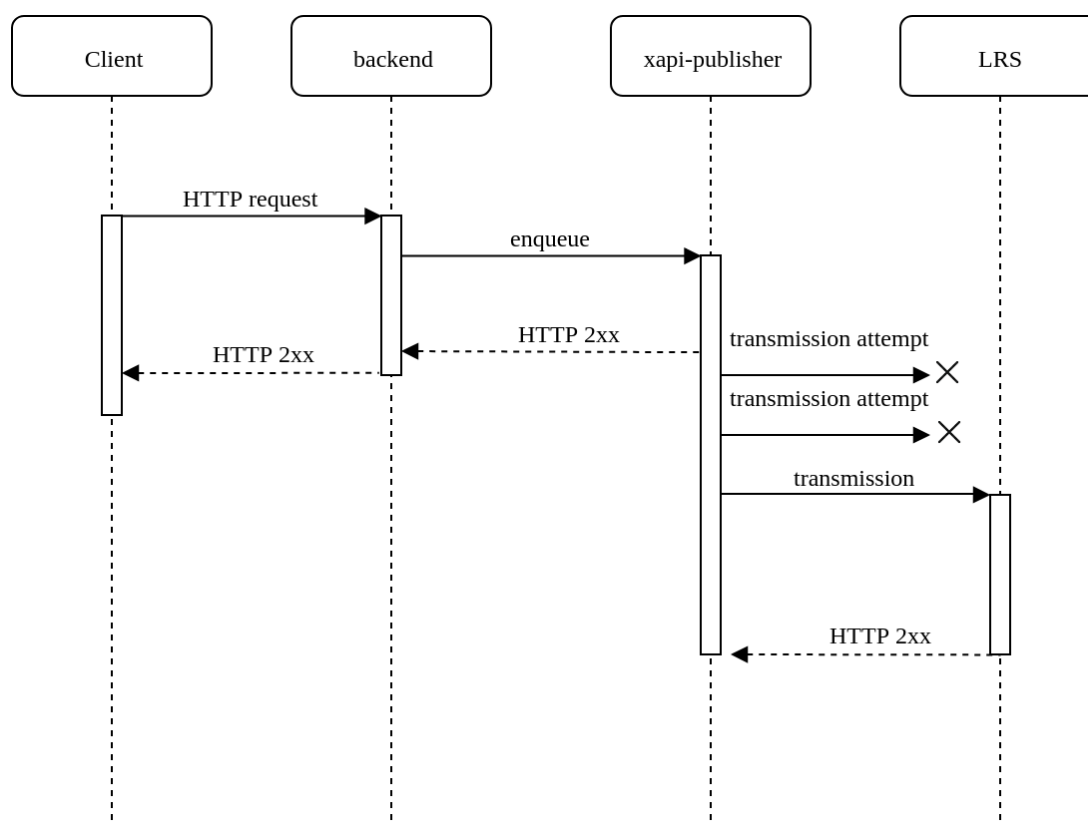 Client
backend
xapi-publisher
LRS
HTTP request
enqueue
HTTP 2xx
transmission attempt
HTTP 2xx
transmission attempt
transmission
HTTP 2xx